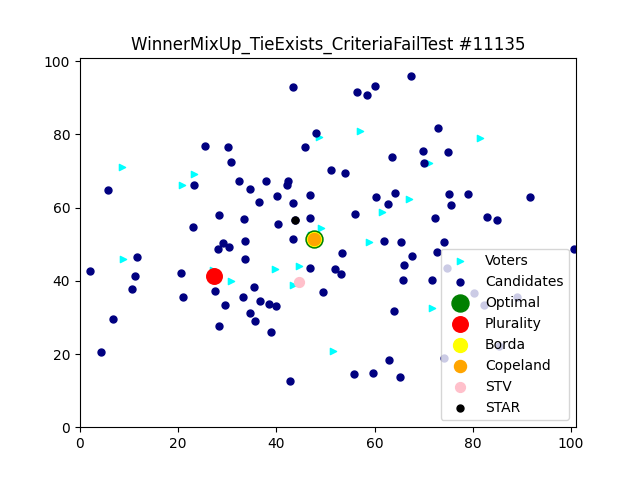 WinnerMixUp_TieExists_CriteriaFailTest #11135
100
80
60
40
20
0
0 20 40 60 80 100
Voters
Candidates
Optimal
Plurality
Borda
Copeland
STV
STAR